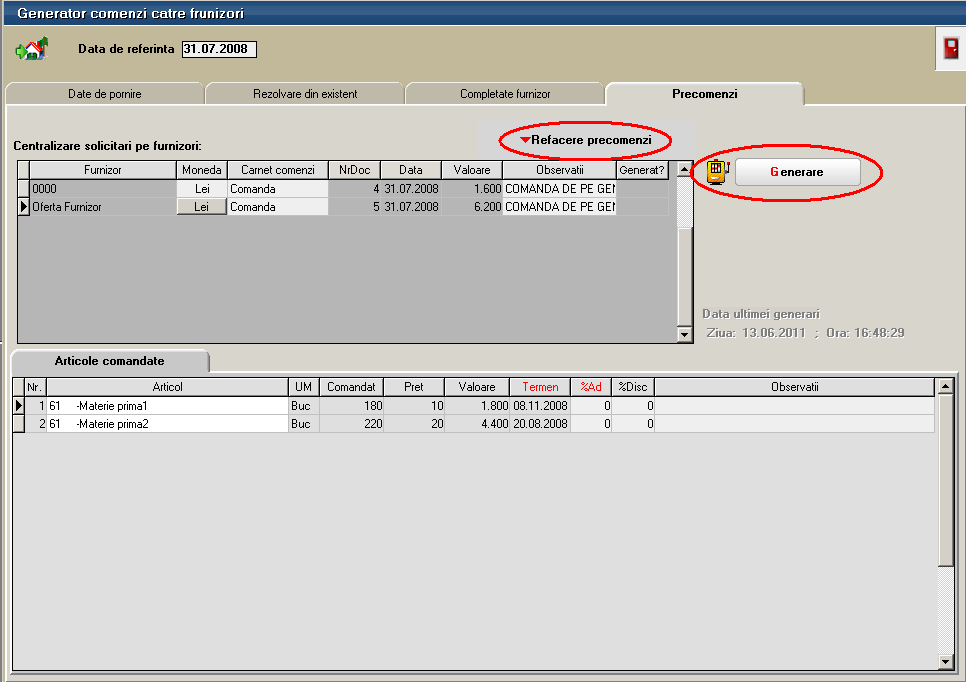 Generator comenzi catre frunizori
Data de referinta 31.07.2008
Date de pornire Rezolvare din existent Completate furnizor Precomenzi
Refacere precomenzi
Centralizare solicitari pe furnizori:
Furnizor Moneda Carnet comenzi NrDoc Data Valoare Observatii Generat?
0000 Lei Comanda 4 31.07.2008 1.600 COMANDA DE PE GEN
Oferta Furnizor Lei Comanda 5 31.07.2008 6.200 COMANDA DE PE GEN
Generare
Data ultimei generari
Ziua: 13.06.2011 ; Ora: 16:48:29
Articole comandate
Nr. Articol UM Comandat Pret Valoare Termen %Ad %Disc Observatii
1 61 -Materie prima1 Buc 180 10 1.800 08.11.2008 0 0
2 61 -Materie prima2 Buc 220 20 4.400 20.08.2008 0 0